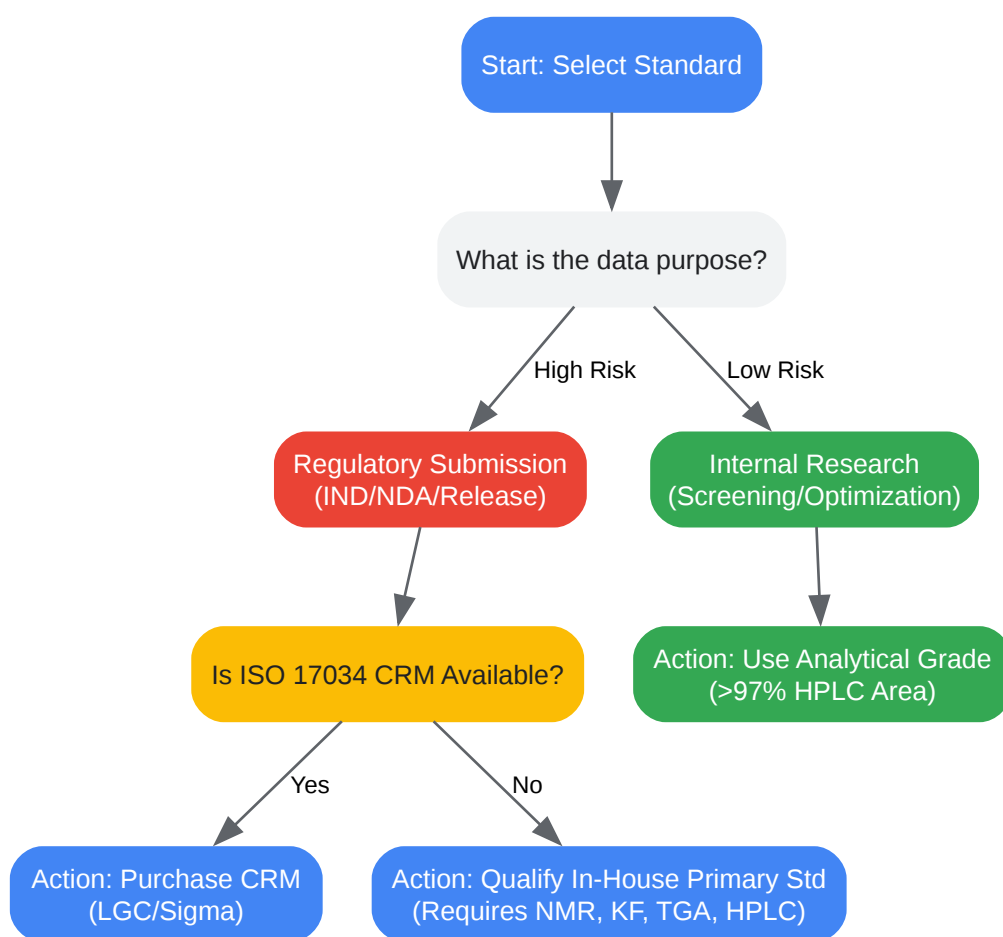 Start: Select Standard
What is the data purpose?
High Risk
Low Risk
Regulatory Submission
(IND/NDA/Release)
Internal Research
(Screening/Optimization)
Is ISO 17034 CRM Available?
Action: Use Analytical Grade
(>97% HPLC Area)
Yes
No
Action: Purchase CRM
(LGC/Sigma)
Action: Qualify In-House Primary Std
(Requires NMR, KF, TGA, HPLC)